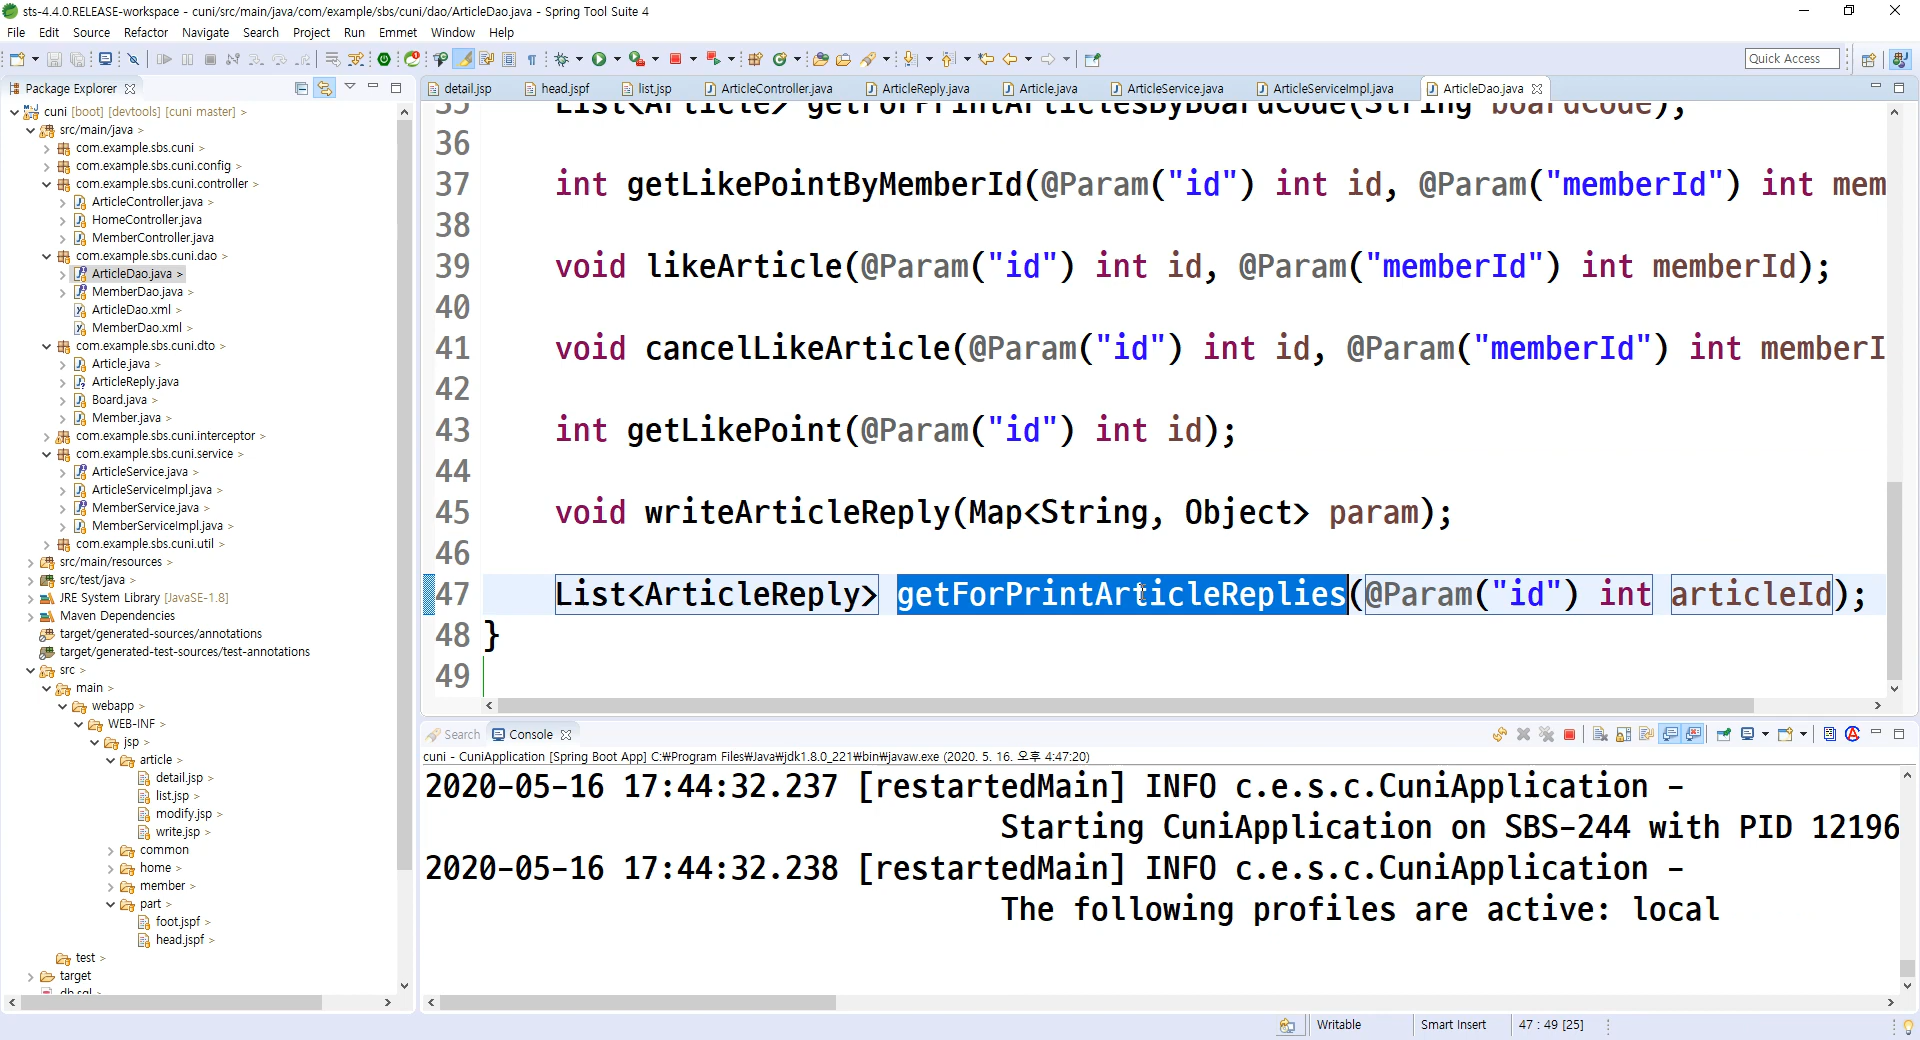 sts-4.4.0.RELEASE-workspace - cuni/src/main/java/com/example/sbs/cuni/dao/ArticleDao.java - Spring Tool Suite 4
File Edit Source Refactor Navigate Search Project Run Emmet Window Help
Quick Access
Package Explorer
cuni [boot] [devtools] [cuni master] >
src/main/java >
com.example.sbs.cuni >
com.example.sbs.cuni.config >
com.example.sbs.cuni.controller >
ArticleController.java >
HomeController.java
MemberController.java
com.example.sbs.cuni.dao >
ArticleDao.java >
MemberDao.java >
ArticleDao.xml >
MemberDao.xml >
com.example.sbs.cuni.dto >
Article.java >
ArticleReply.java
Board.java >
Member.java >
com.example.sbs.cuni.interceptor >
com.example.sbs.cuni.service >
ArticleService.java >
ArticleServiceImpl.java >
MemberService.java >
MemberServiceImpl.java >
com.example.sbs.cuni.util >
src/main/resources >
src/test/java >
JRE System Library [JavaSE-1.8]
Maven Dependencies
target/generated-sources/annotations
target/generated-test-sources/test-annotations
src >
main >
webapp >
WEB-INF >
jsp >
article >
detail.jsp >
list.jsp >
modify.jsp >
write.jsp >
common
home >
member >
part >
foot.jspf >
head.jspf >
test >
target
db.sql
detail.jsp head.jspf list.jsp ArticleController.java ArticleReply.java Article.java ArticleService.java ArticleServiceImpl.java ArticleDao.java
35 List<Article> getForPrintArticlesByBoardCode(String boardCode);
36
37 int getLikePointByMemberId(@Param("id") int id, @Param("memberId") int mem
38
39 void likeArticle(@Param("id") int id, @Param("memberId") int memberId);
40
41 void cancelLikeArticle(@Param("id") int id, @Param("memberId") int memberI
42
43 int getLikePoint(@Param("id") int id);
44
45 void writeArticleReply(Map<String, Object> param);
46
47 List<ArticleReply> getForPrintArticleReplies(@Param("id") int articleId);
48 }
49
Search Console
cuni - CuniApplication [Spring Boot App] C:₩Program Files₩Java₩jdk1.8.0_221₩bin₩javaw.exe (2020. 5. 16. 오후 4:47:20)
2020-05-16 17:44:32.237 [restartedMain] INFO c.e.s.c.CuniApplication -
Starting CuniApplication on SBS-244 with PID 12196
2020-05-16 17:44:32.238 [restartedMain] INFO c.e.s.c.CuniApplication -
The following profiles are active: local
Writable Smart Insert 47 : 49 [25]